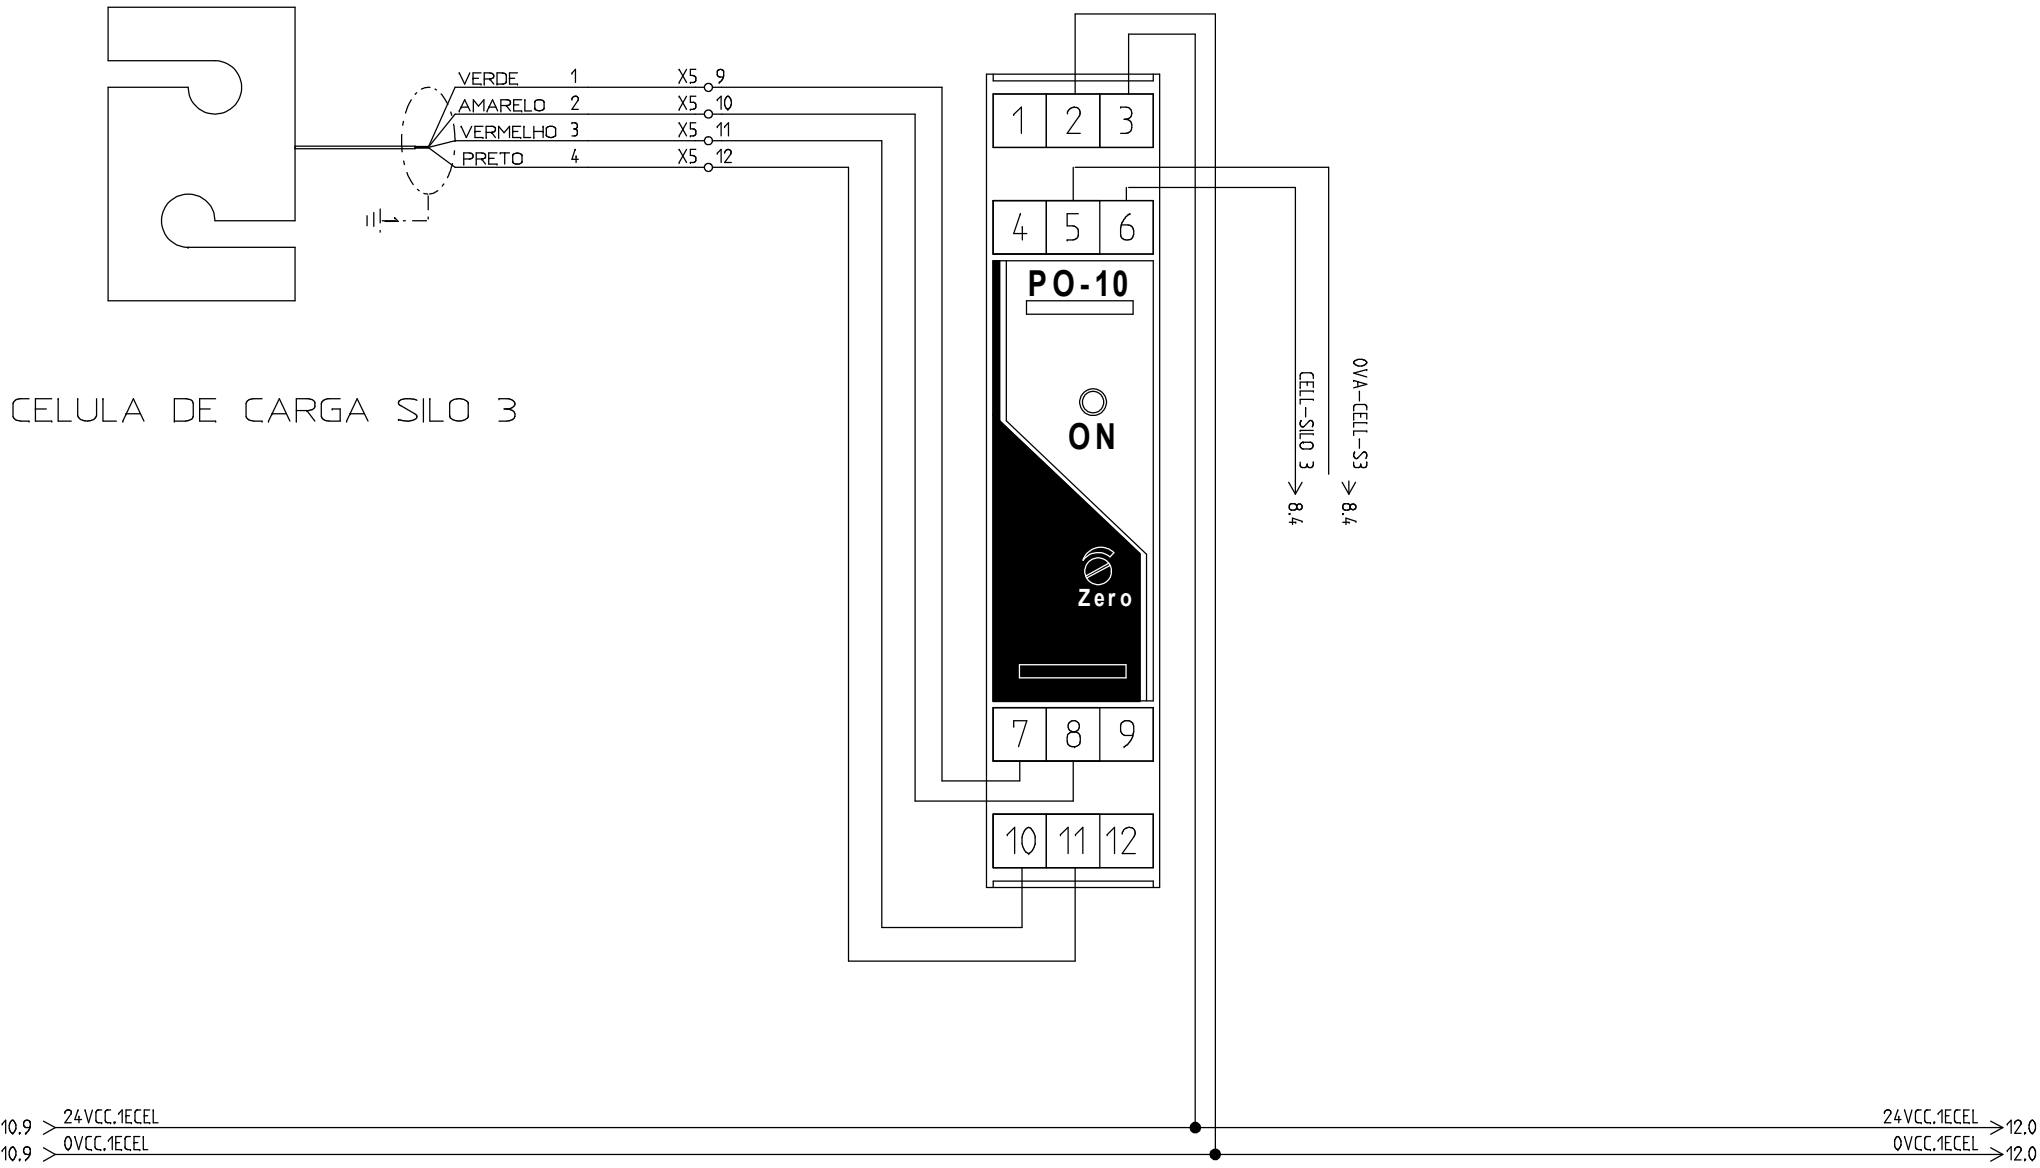 VERDE 1 X5 9
AMARELO 2 X5 10
VERMELHO 3 X5 11
PRETO 4 X5 12
CELULA DE CARGA SILO 3
1 2 3
4 5 6
PO-10
ON
Zero
7 8 9
10 11 12
CELL-SILO 3
8.4
0VA-CELL-S3
8.4
10.9 24VCC.1ECEL
24VCC.1ECEL 12.0
10.9 0VCC.1ECEL
0VCC.1ECEL 12.0